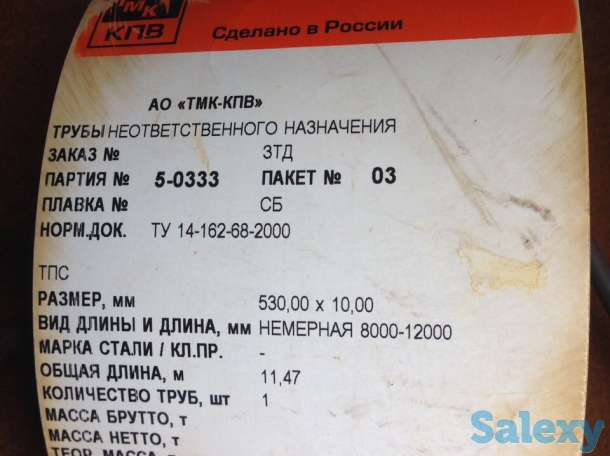 ТМК
КПВ
Сделано в России
АО «ТМК-КПВ»
ТРУБЫ НЕОТВЕТСТВЕННОГО НАЗНАЧЕНИЯ
ЗАКАЗ № ЗТД
ПАРТИЯ № 5-0333 ПАКЕТ № 03
ПЛАВКА № СБ
НОРМ.ДОК. ТУ 14-162-68-2000
ТПС
РАЗМЕР, мм 530,00 x 10,00
ВИД ДЛИНЫ И ДЛИНА, мм НЕМЕРНАЯ 8000-12000
МАРКА СТАЛИ / КЛ.ПР. -
ОБЩАЯ ДЛИНА, м 11,47
КОЛИЧЕСТВО ТРУБ, шт 1
МАССА БРУТТО, т
МАССА НЕТТО, т
ТЕОР. МАССА,
Salexy